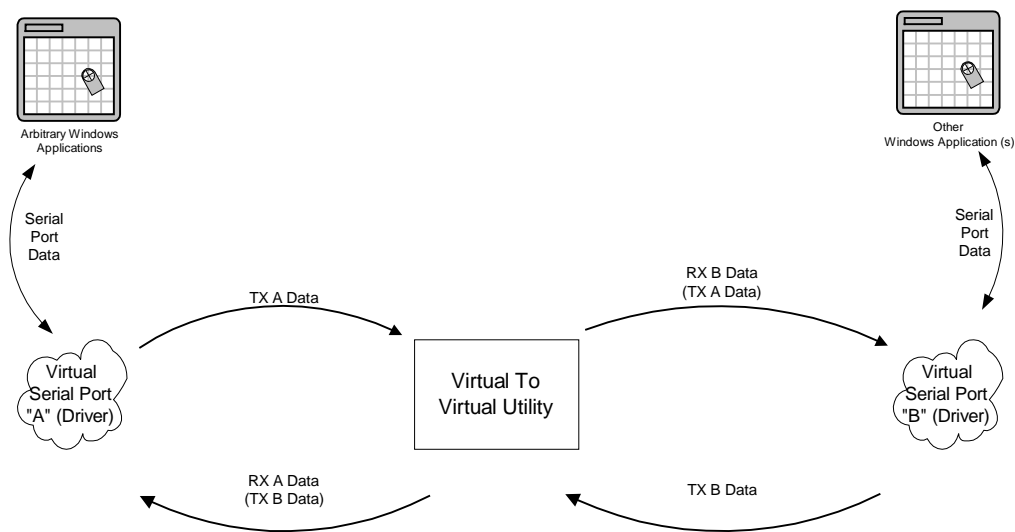 Arbitrary Windows
Applications
Other
Windows Application (s)
Serial
Port
Data
Serial
Port
Data
TX A Data
RX B Data
(TX A Data)
Virtual
Serial Port
"A" (Driver)
Virtual To
Virtual Utility
Virtual
Serial Port
"B" (Driver)
RX A Data
(TX B Data)
TX B Data